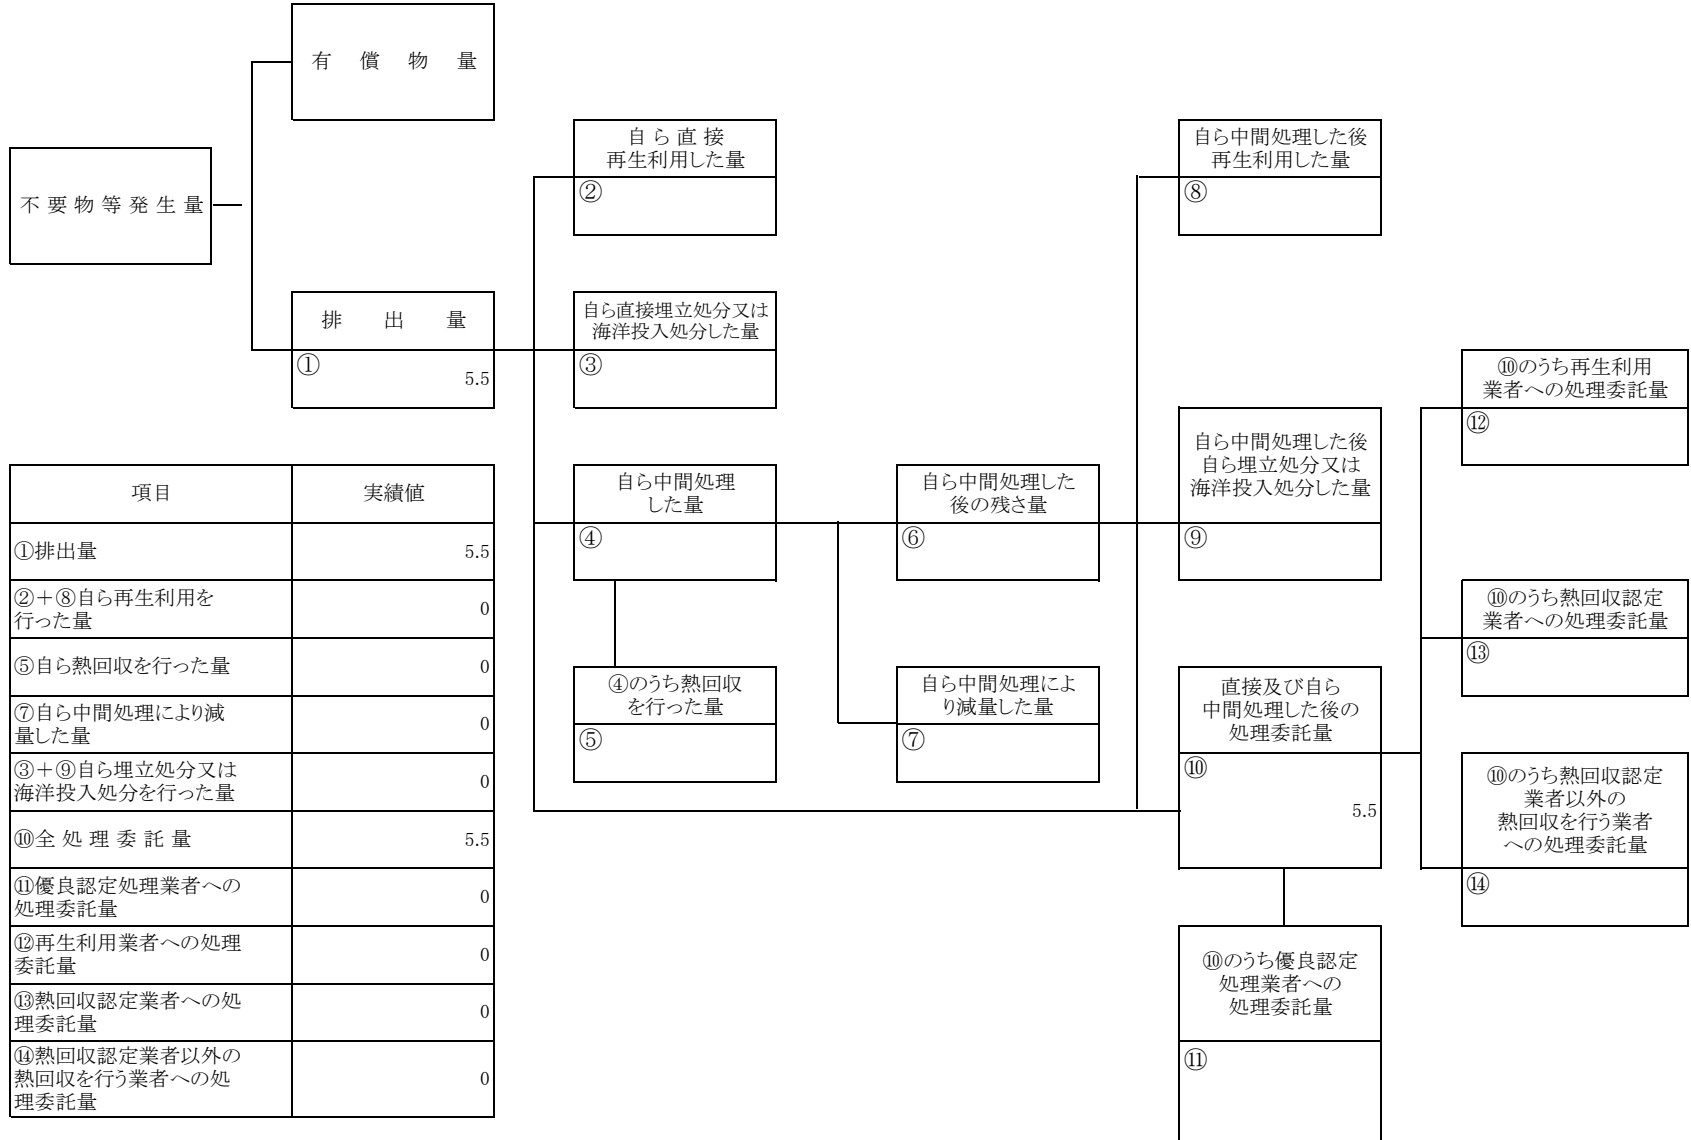 有 償 物 量
不 要 物 等 発 生 量
排 出 量
①
5.5
自 ら 直 接
再生利用した量
②
自ら直接埋立処分又は
海洋投入処分した量
③
自ら中間処理
した量
④
④のうち熱回収
を行った量
⑤
自ら中間処理した
後の残さ量
⑥
自ら中間処理によ
り減量した量
⑦
自ら中間処理した後
再生利用した量
⑧
自ら中間処理した後
自ら埋立処分又は
海洋投入処分した量
⑨
直接及び自ら
中間処理した後の
処理委託量
⑩
5.5
⑩のうち優良認定
処理業者への
処理委託量
⑪
⑩のうち再生利用
業者への処理委託量
⑫
⑩のうち熱回収認定
業者への処理委託量
⑬
⑩のうち熱回収認定
業者以外の
熱回収を行う業者
への処理委託量
⑭
項目 実績値
①排出量 5.5
②＋⑧自ら再生利用を
行った量 0
⑤自ら熱回収を行った量 0
⑦自ら中間処理により減
量した量 0
③＋⑨自ら埋立処分又は
海洋投入処分を行った量 0
⑩全 処 理 委 託 量 5.5
⑪優良認定処理業者への
処理委託量 0
⑫再生利用業者への処理
委託量 0
⑬熱回収認定業者への処
理委託量 0
⑭熱回収認定業者以外の
熱回収を行う業者への処
理委託量 0